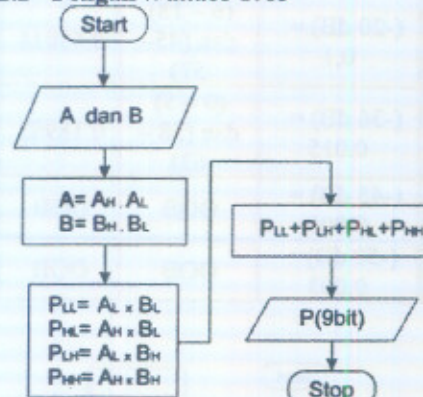 Start
A dan B
A= AH . AL
B= BH . BL
PLL= AL x BL
PHL= AH x BL
PLH= AL x BH
PHH= AH x BH
PLL+PLH+PHL+PHH
P(9bit)
Stop